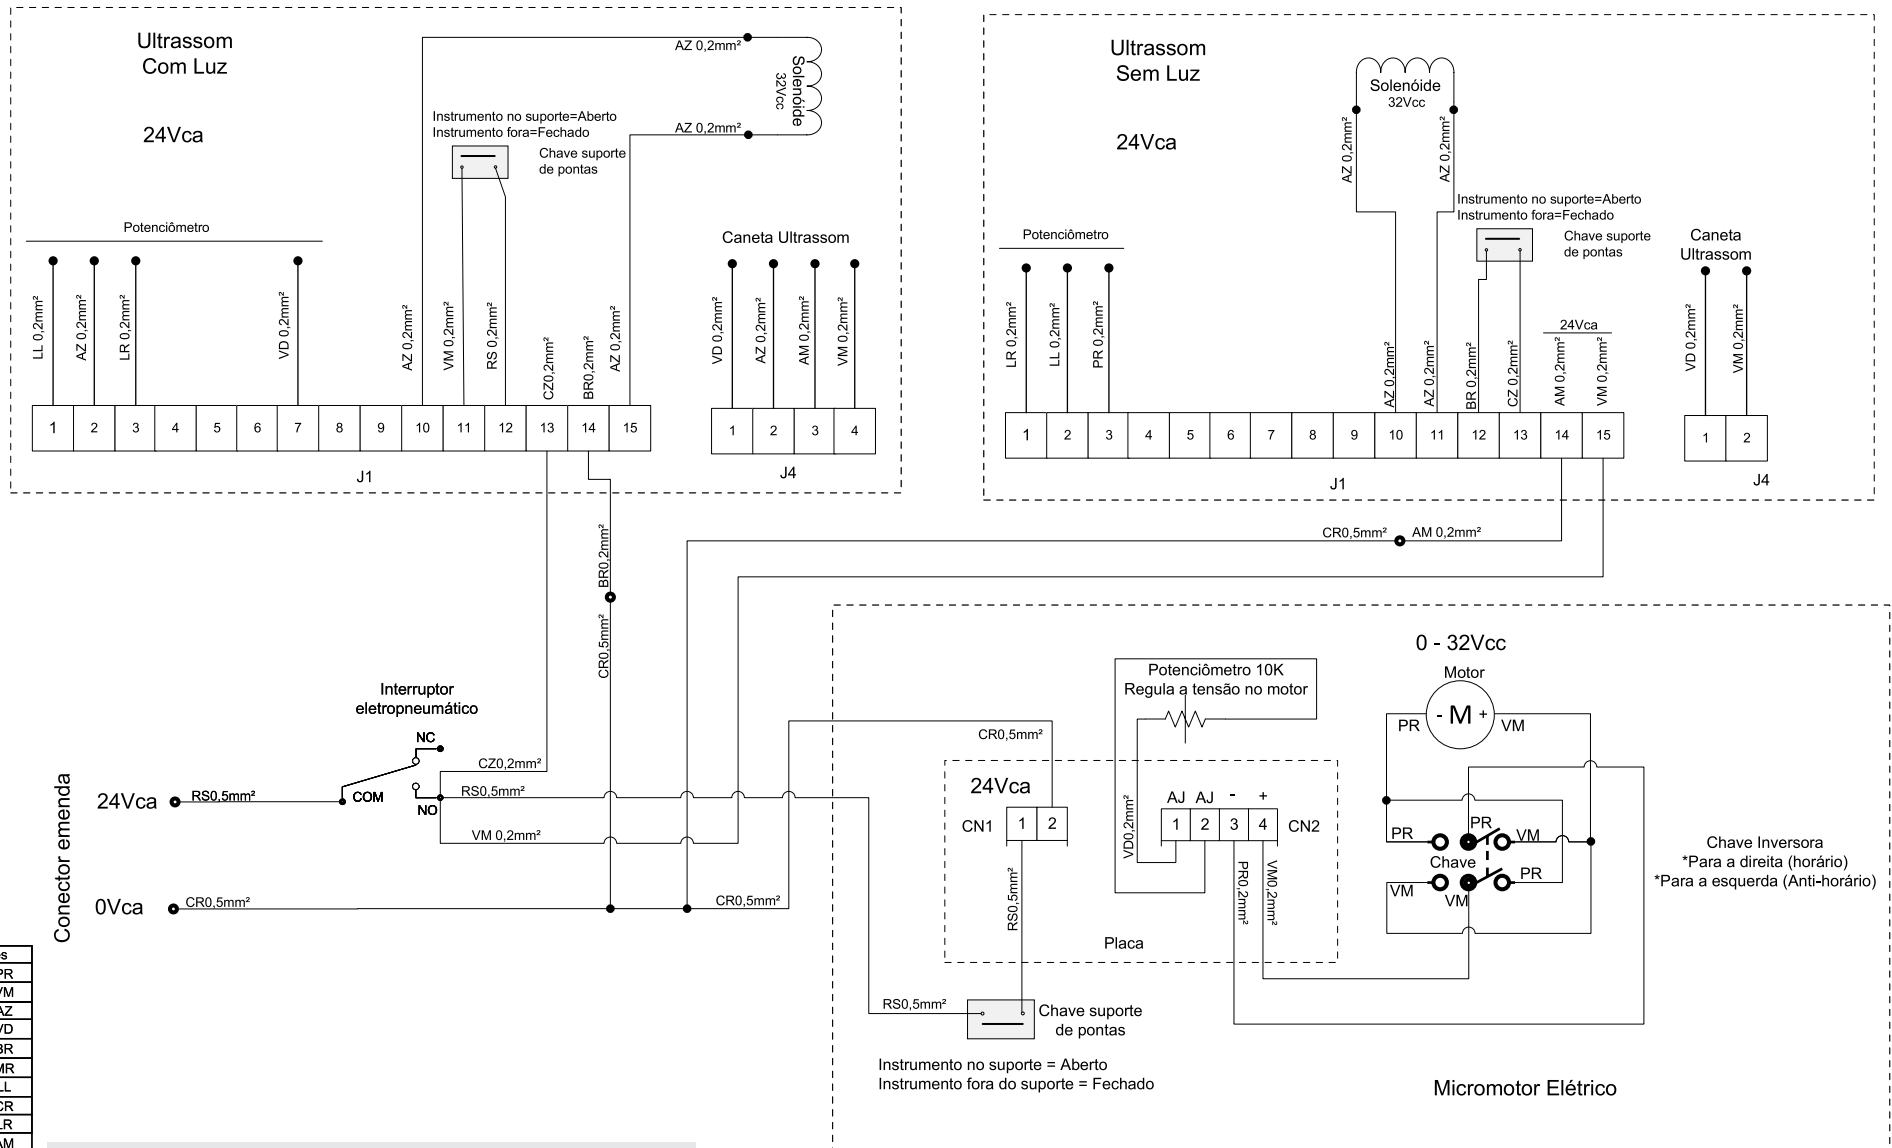 Ultrassom
Com Luz
24Vca
AZ 0,2mm²
Solenóide
32Vcc
AZ 0,2mm²
Instrumento no suporte=Aberto
Instrumento fora=Fechado
Chave suporte
de pontas
Potenciômetro
LL 0,2mm²
AZ 0,2mm²
LR 0,2mm²
VD 0,2mm²
AZ 0,2mm²
VM 0,2mm²
RS 0,2mm²
CZ0,2mm²
BR0,2mm²
AZ 0,2mm²
1 2 3 4 5 6 7 8 9 10 11 12 13 14 15
J1
Caneta Ultrassom
VD 0,2mm²
AZ 0,2mm²
AM 0,2mm²
VM 0,2mm²
1 2 3 4
J4
Ultrassom
Sem Luz
24Vca
Solenóide
32Vcc
AZ 0,2mm²
AZ 0,2mm²
Instrumento no suporte=Aberto
Instrumento fora=Fechado
Chave suporte
de pontas
Potenciômetro
LR 0,2mm²
LL 0,2mm²
PR 0,2mm²
AZ 0,2mm²
AZ 0,2mm²
BR 0,2mm²
CZ 0,2mm²
24Vca
AM 0,2mm²
VM 0,2mm²
1 2 3 4 5 6 7 8 9 10 11 12 13 14 15
J1
Caneta
Ultrassom
VD 0,2mm²
VM 0,2mm²
1 2
J4
CR0,5mm² AM 0,2mm²
BR0,2mm²
CR0,5mm²
Interruptor
eletropneumático
NC
COM
NO
CZ0,2mm²
RS0,5mm²
VM 0,2mm²
Conector emenda
24Vca RS0,5mm²
0Vca CR0,5mm²
CR0,5mm²
CR0,5mm²
24Vca
CN1 1 2
RS0,5mm²
Potenciômetro 10K
Regula a tensão no motor
VD0,2mm²
AJ AJ - +
1 2 3 4 CN2
PR0,2mm²
VM0,2mm²
Placa
RS0,5mm²
Chave suporte
de pontas
Instrumento no suporte = Aberto
Instrumento fora do suporte = Fechado
0 - 32Vcc
Motor
PR - M + VM
PR PR VM
Chave
VM VM PR
Chave Inversora
*Para a direita (horário)
*Para a esquerda (Anti-horário)
Micromotor Elétrico
PR
VM
AZ
VD
BR
MR
LL
CR
LR
AM